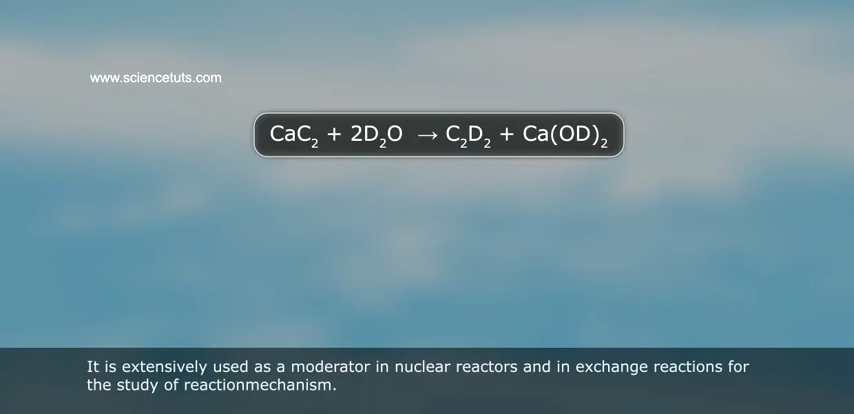 www.sciencetuts.com
CaC₂ + 2D₂O → C₂D₂ + Ca(OD)₂
It is extensively used as a moderator in nuclear reactors and in exchange reactions for
the study of reactionmechanism.